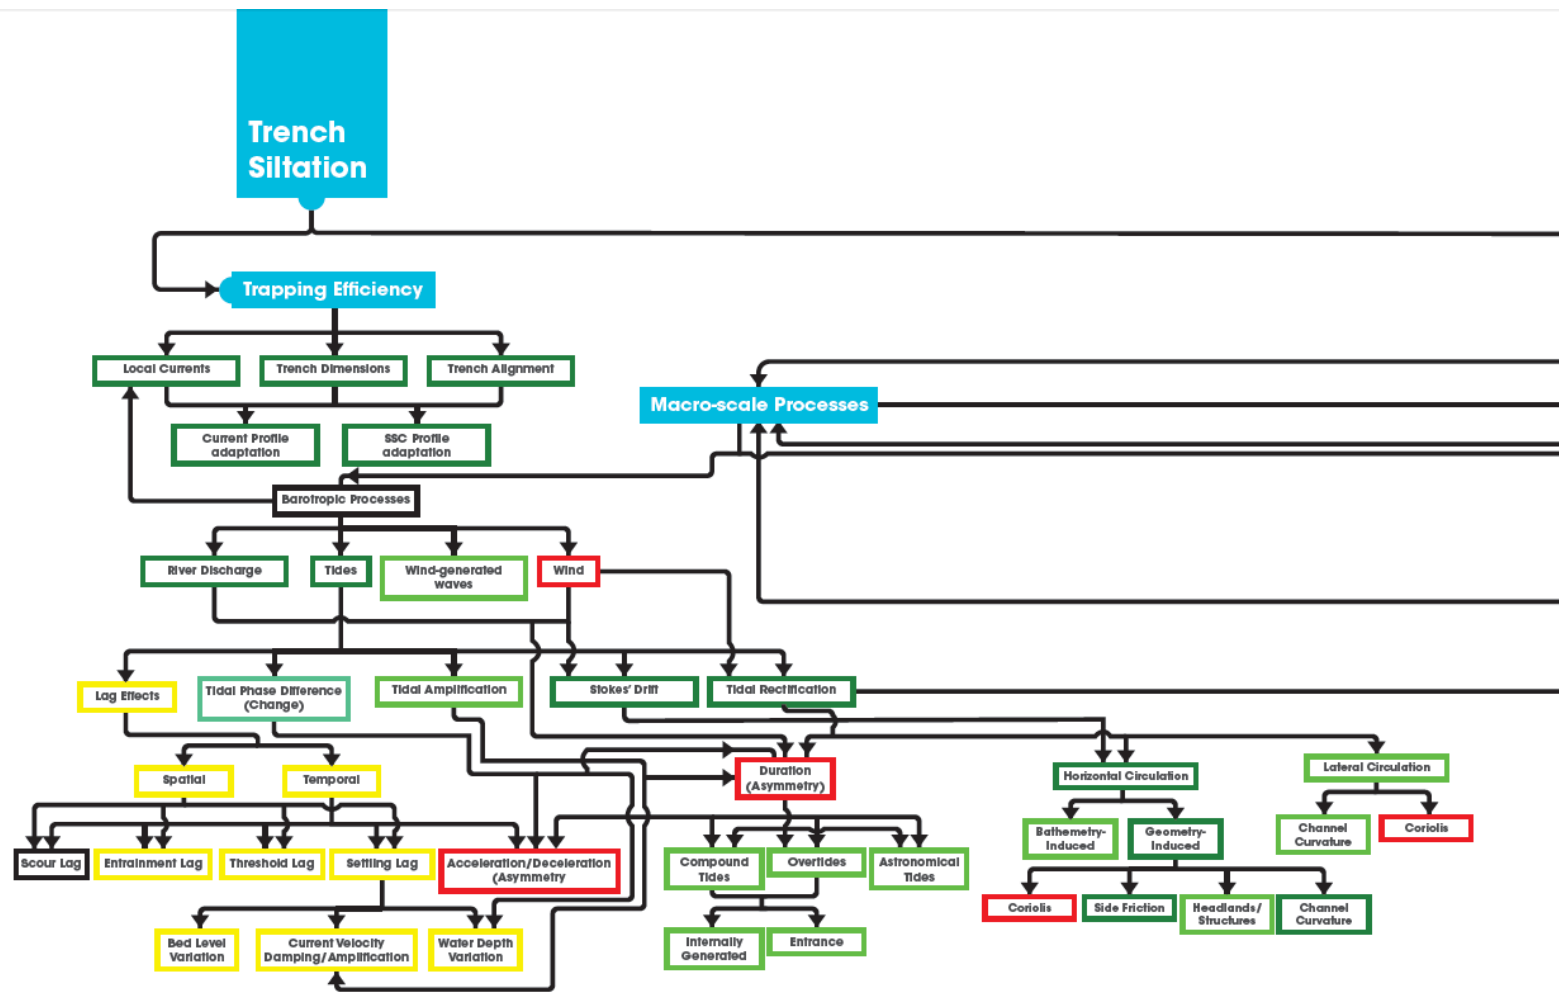 Trench
Siltation
Trapping Efficiency
Local Currents
Trench Dimensions
Trench Alignment
Macro-scale Processes
Current Profile
adaptation
SSC Profile
adaptation
Barotropic Processes
River Discharge
Tides
Wind-generated
waves
Wind
Lag Effects
Tidal Phase Difference
(Change)
Tidal Amplification
Stokes' Drift
Tidal Rectification
Spatial
Temporal
Duration
(Asymmetry)
Horizontal Circulation
Lateral Circulation
Scour Lag
Entrainment Lag
Threshold Lag
Settling Lag
Acceleration/Deceleration
(Asymmetry
Compound
Tides
Overtides
Astronomical
Tides
Bathemetry-
Induced
Geometry-
Induced
Channel
Curvature
Coriolis
Coriolis
Side Friction
Headlands/
Structures
Channel
Curvature
Bed Level
Variation
Current Velocity
Damping/Amplification
Water Depth
Variation
Internally
Generated
Entrance